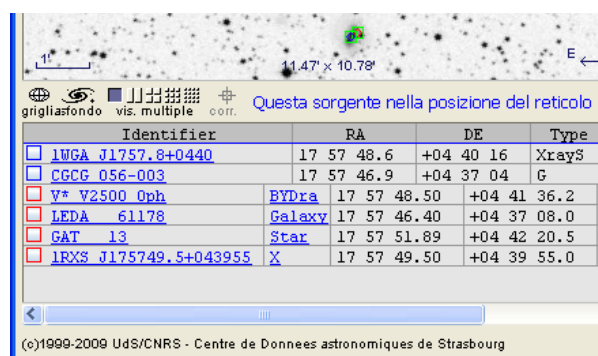 1'
11.47' x 10.78'
E
griglia fondo vis. multiple corr. Questa sorgente nella posizione del reticolo
Identifier RA DE Type
1WGA J1757.8+0440 17 57 48.6 +04 40 16 XrayS
CGCG 056-003 17 57 46.9 +04 37 04 G
V* V2500 Oph BYDra 17 57 48.50 +04 41 36.2
LEDA 61178 Galaxy 17 57 46.40 +04 37 08.0
GAT 13 Star 17 57 51.89 +04 42 20.5
1RXS J175749.5+043955 X 17 57 49.50 +04 39 55.0
(c)1999-2009 UdS/CNRS - Centre de Donnees astronomiques de Strasbourg